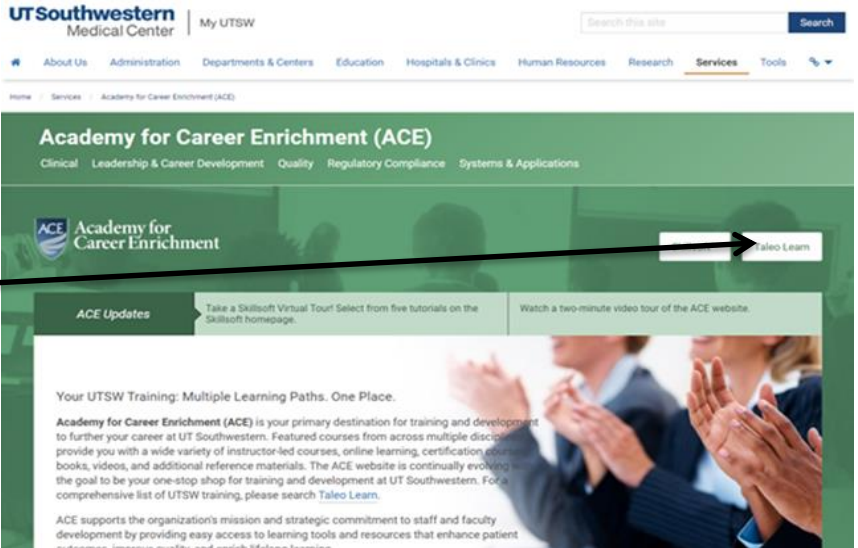 UTSouthwestern
Medical Center
My UTSW
Search this site
Search
About Us Administration Departments & Centers Education Hospitals & Clinics Human Resources Research Services Tools
Home / Services / Academy for Career Enrichment (ACE)
Academy for Career Enrichment (ACE)
Clinical Leadership & Career Development Quality Regulatory Compliance Systems & Applications
ACE Academy for
Career Enrichment
Taleo Learn
ACE Updates
Take a Skillsoft Virtual Tour! Select from five tutorials on the
Skillsoft homepage.
Watch a two-minute video tour of the ACE website.
Your UTSW Training: Multiple Learning Paths. One Place.
Academy for Career Enrichment (ACE) is your primary destination for training and development
to further your career at UT Southwestern. Featured courses from across multiple
provide you with a wide variety of instructor-led courses, online learning, certification
books, videos, and additional reference materials. The ACE website is continually evolving
the goal to be your one-stop shop for training and development at UT Southwestern. For a
comprehensive list of UTSW training, please search Taleo Learn.
ACE supports the organization's mission and strategic commitment to staff and faculty
development by providing easy access to learning tools and resources that enhance patient